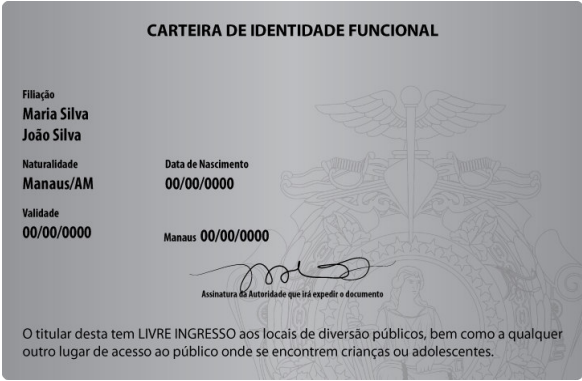 CARTEIRA DE IDENTIDADE FUNCIONAL
Filiação
Maria Silva
João Silva
Naturalidade
Manaus/AM
Data de Nascimento
00/00/0000
Validade
00/00/0000
Manaus 00/00/0000
Assinatura da Autoridade que irá expedir o documento
O titular desta tem LIVRE INGRESSO aos locais de diversão públicos, bem como a qualquer
outro lugar de acesso ao público onde se encontrem crianças ou adolescentes.